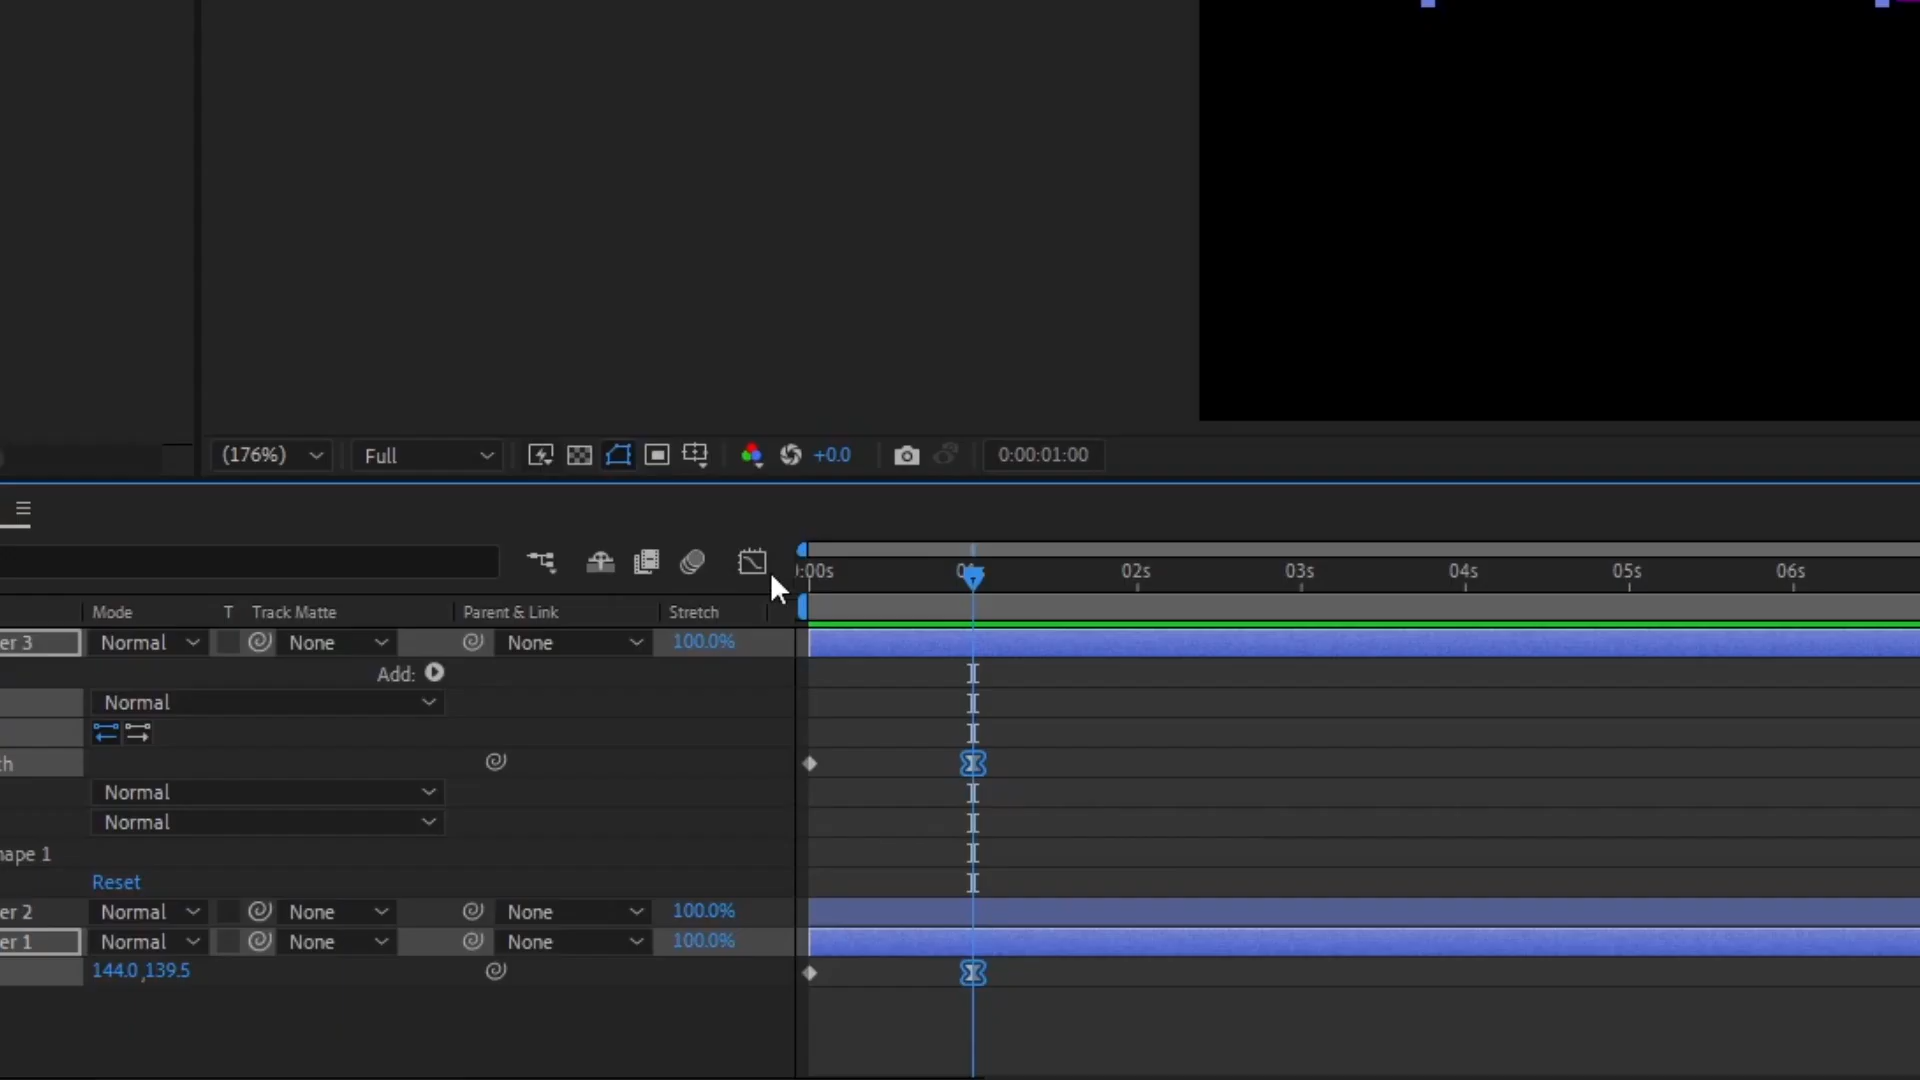 (176%) Full +0.0 0:00:01:00
:00s 02s 03s 04s 05s 06s
Mode T Track Matte Parent & Link Stretch
er 3 Normal None None 100.0%
Add:
Normal
th
Normal
Normal
hape 1
Reset
er 2 Normal None None 100.0%
er 1 Normal None None 100.0%
144.0,139.5